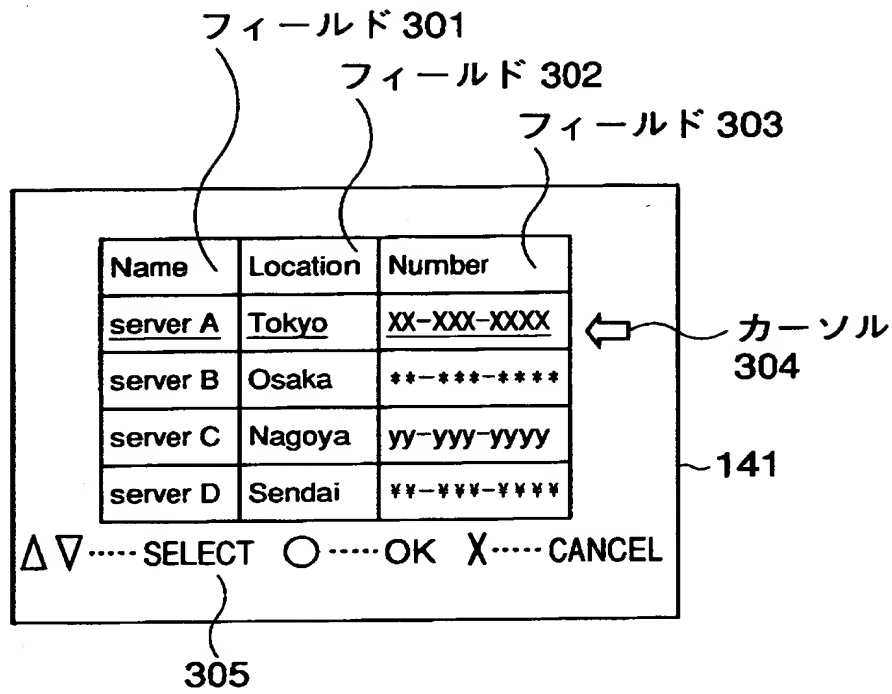 フィールド 301
フィールド 302
フィールド 303
Name Location Number
server A Tokyo XX-XXX-XXXX
カーソル
304
server B Osaka **-***-****
server C Nagoya yy-yyy-yyyy
141
server D Sendai ¥¥-¥¥¥-¥¥¥¥
△ ▽ ····· SELECT ○ ····· OK X ····· CANCEL
305